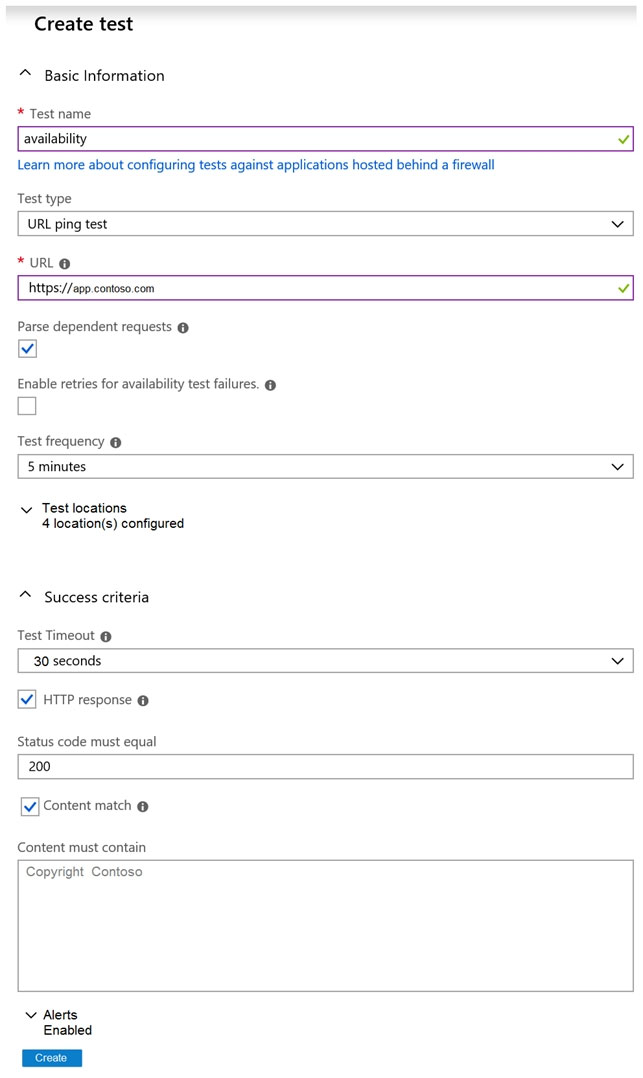 Create test
Basic Information
* Test name
availability
Learn more about configuring tests against applications hosted behind a firewall
Test type
URL ping test
* URL
https://app.contoso.com
Parse dependent requests
Enable retries for availability test failures.
Test frequency
5 minutes
Test locations
4 location(s) configured
Success criteria
Test Timeout
30 seconds
HTTP response
Status code must equal
200
Content match
Content must contain
Copyright Contoso
Alerts
Enabled
Create